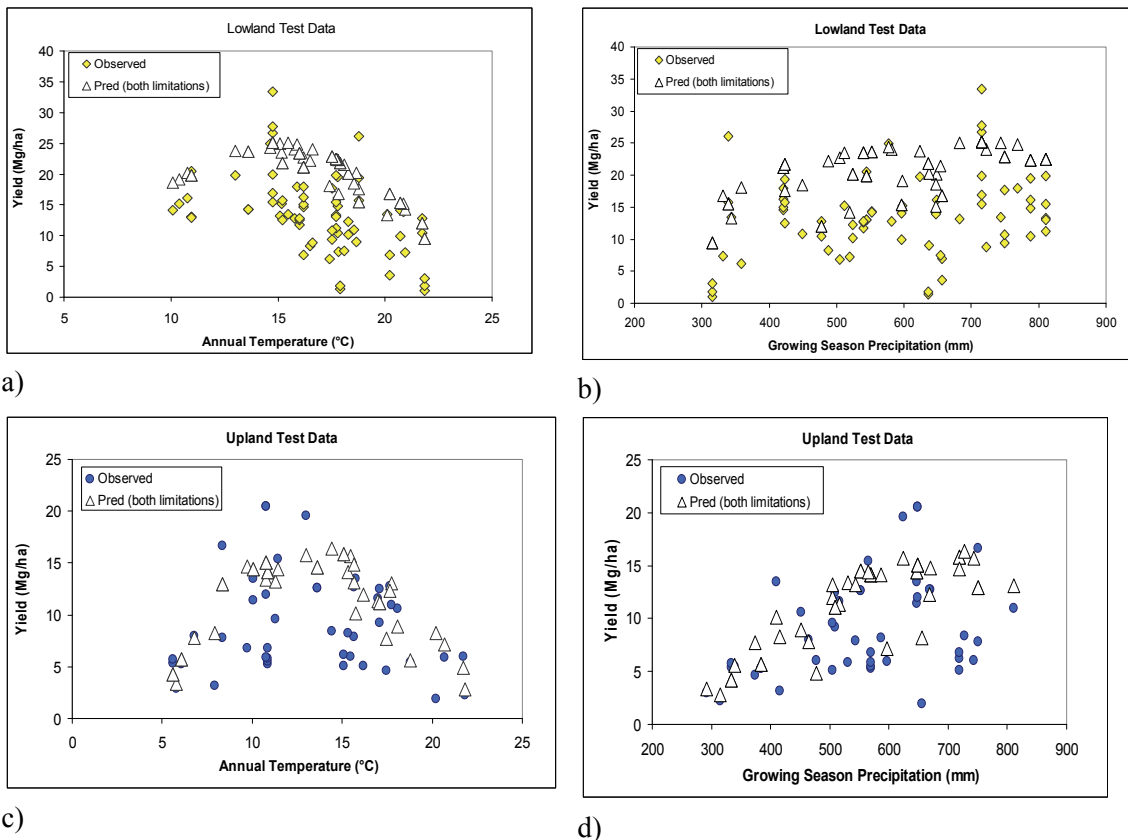 Lowland Test Data
Observed
Pred (both limitations)
40
35
30
25
20
15
10
5
0
Yield (Mg/ha)
5 10 15 20 25
Annual Temperature (°C)
a)
Lowland Test Data
Observed
Pred (both limitations)
40
35
30
25
20
15
10
5
0
Yield (Mg/ha)
200 300 400 500 600 700 800 900
Growing Season Precipitation (mm)
b)
Upland Test Data
Observed
Pred (both limitations)
25
20
15
10
5
0
Yield (Mg/ha)
0 5 10 15 20 25
Annual Temperature (°C)
c)
Upland Test Data
Observed
Pred (both limitations)
25
20
15
10
5
0
Yield (Mg/ha)
200 300 400 500 600 700 800 900
Growing Season Precipitation (mm)
d)